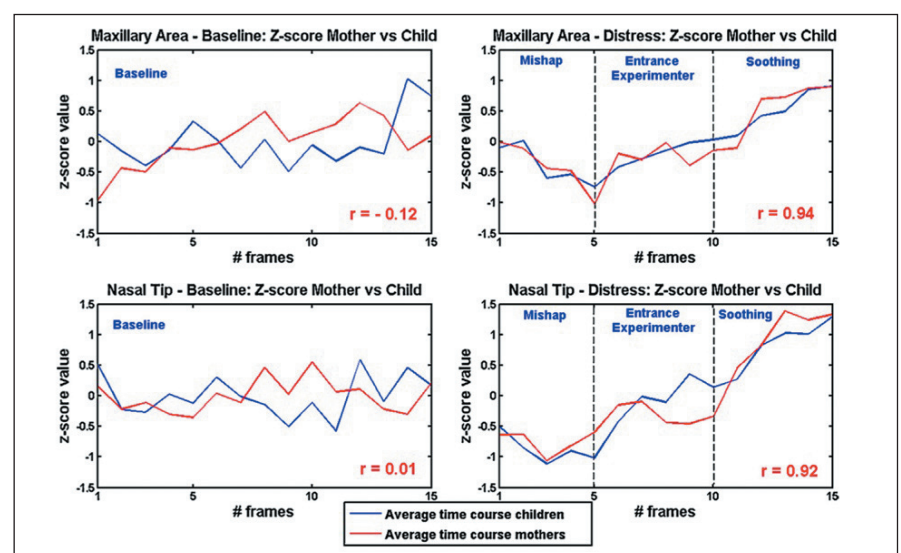 Maxillary Area - Baseline: Z-score Mother vs Child
1.5
1
0.5
0
-0.5
-1
-1.5
z-score value
Baseline
r = - 0.12
1 5 10 15
# frames
Maxillary Area - Distress: Z-score Mother vs Child
1.5
1
0.5
0
-0.5
-1
-1.5
z-score value
Mishap
Entrance
Experimenter
Soothing
r = 0.94
1 5 10 15
# frames
Nasal Tip - Baseline: Z-score Mother vs Child
1.5
1
0.5
0
-0.5
-1
-1.5
z-score value
Baseline
r = 0.01
1 5 10 15
# frames
Nasal Tip - Distress: Z-score Mother vs Child
1.5
1
0.5
0
-0.5
-1
-1.5
z-score value
Mishap
Entrance
Experimenter
Soothing
r = 0.92
1 5 10 15
# frames
Average time course children
Average time course mothers